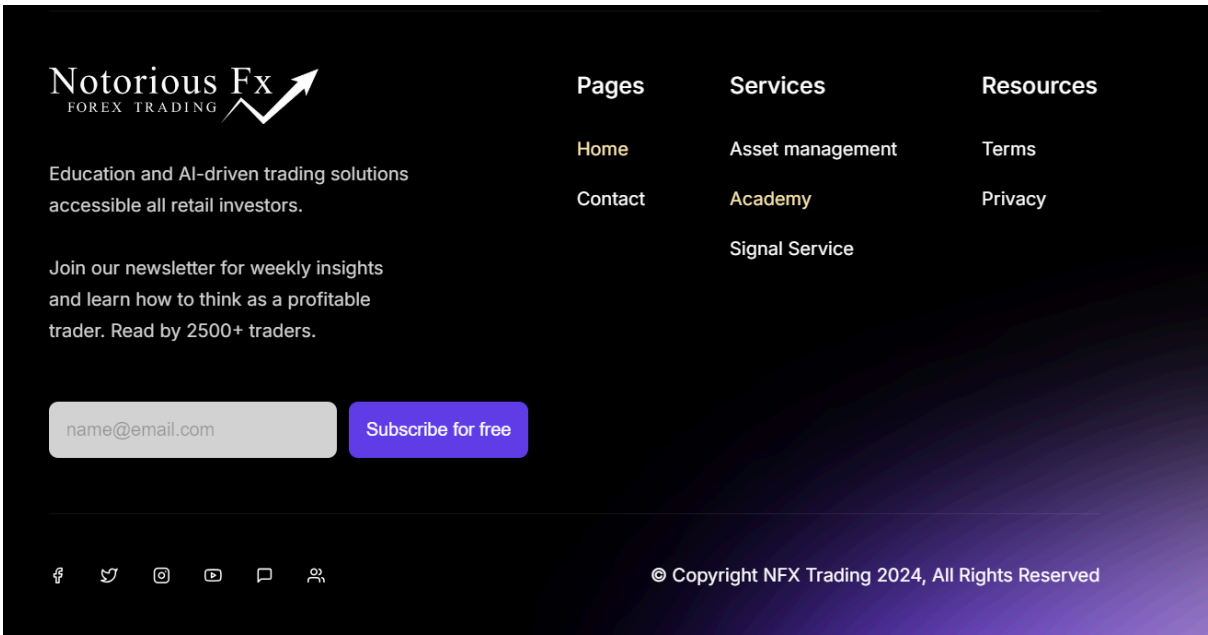 Notorious Fx
FOREX TRADING
Education and AI-driven trading solutions
accessible all retail investors.
Join our newsletter for weekly insights
and learn how to think as a profitable
trader. Read by 2500+ traders.
name@email.com
Subscribe for free
Pages
Home
Contact
Services
Asset management
Academy
Signal Service
Resources
Terms
Privacy
© Copyright NFX Trading 2024, All Rights Reserved